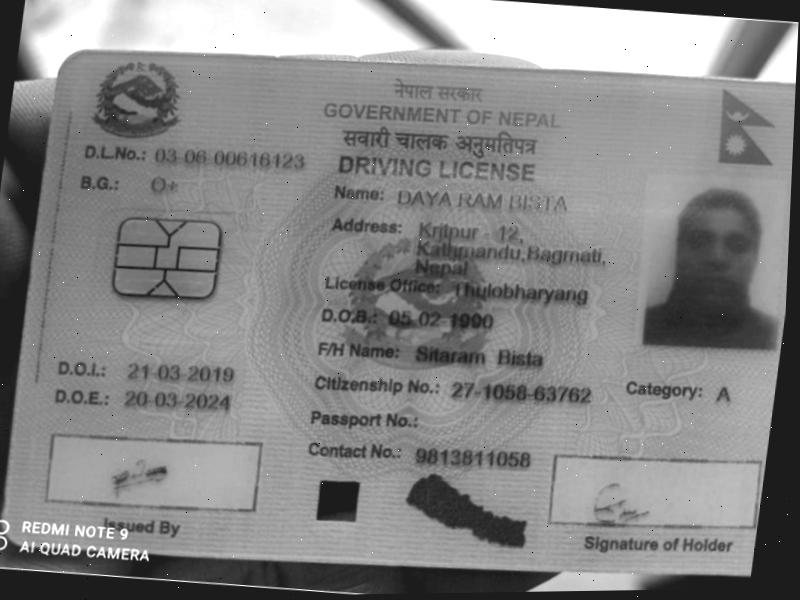 नेपाल सरकार
GOVERNMENT OF NEPAL
सवारी चालक अनुमतिपत्र
DRIVING LICENSE
D.L.No.: 03-06-00616123
B.G.: O+
Name: DAYA RAM BISTA
Address: Kritpur - 12,
Kathmandu,Bagmati,
Nepal
License Office: Thulobharyang
D.O.B.: 05-02-1990
F/H Name: Sitaram Bista
D.O.I.: 21-03-2019
Citizenship No.: 27-1058-63762
Category: A
D.O.E.: 20-03-2024
Passport No.:
Contact No.: 9813811058
Issued By
Signature of Holder
REDMI NOTE 9
AI QUAD CAMERA